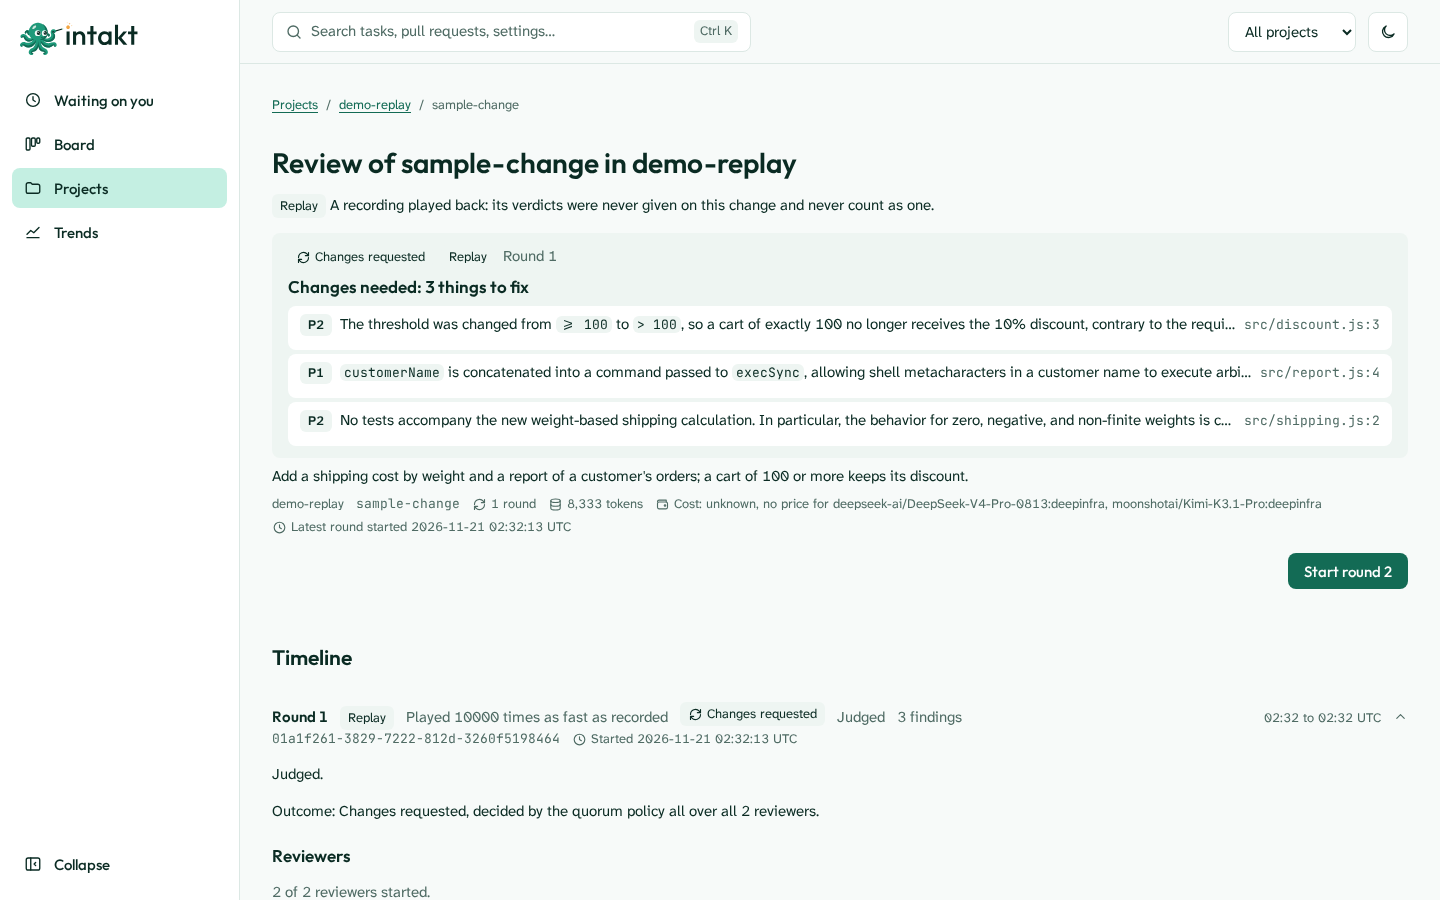 intakt
Search tasks, pull requests, settings...
Ctrl K
All projects
Waiting on you
Board
Projects
Trends
Collapse
Projects / demo-replay / sample-change
Review of sample-change in demo-replay
Replay A recording played back: its verdicts were never given on this change and never count as one.
Changes requested Replay Round 1
Changes needed: 3 things to fix
P2 The threshold was changed from >= 100 to > 100, so a cart of exactly 100 no longer receives the 10% discount, contrary to the requi... src/discount.js:3
P1 customerName is concatenated into a command passed to execSync, allowing shell metacharacters in a customer name to execute arbi... src/report.js:4
P2 No tests accompany the new weight-based shipping calculation. In particular, the behavior for zero, negative, and non-finite weights is c... src/shipping.js:2
Add a shipping cost by weight and a report of a customer's orders; a cart of 100 or more keeps its discount.
demo-replay sample-change 1 round 8,333 tokens Cost: unknown, no price for deepseek-ai/DeepSeek-V4-Pro-0813:deepinfra, moonshotai/Kimi-K3.1-Pro:deepinfra
Latest round started 2026-11-21 02:32:13 UTC
Start round 2
Timeline
Round 1 Replay Played 10000 times as fast as recorded Changes requested Judged 3 findings 02:32 to 02:32 UTC
01a1f261-3829-7222-812d-3260f5198464 Started 2026-11-21 02:32:13 UTC
Judged.
Outcome: Changes requested, decided by the quorum policy all over all 2 reviewers.
Reviewers
2 of 2 reviewers started.